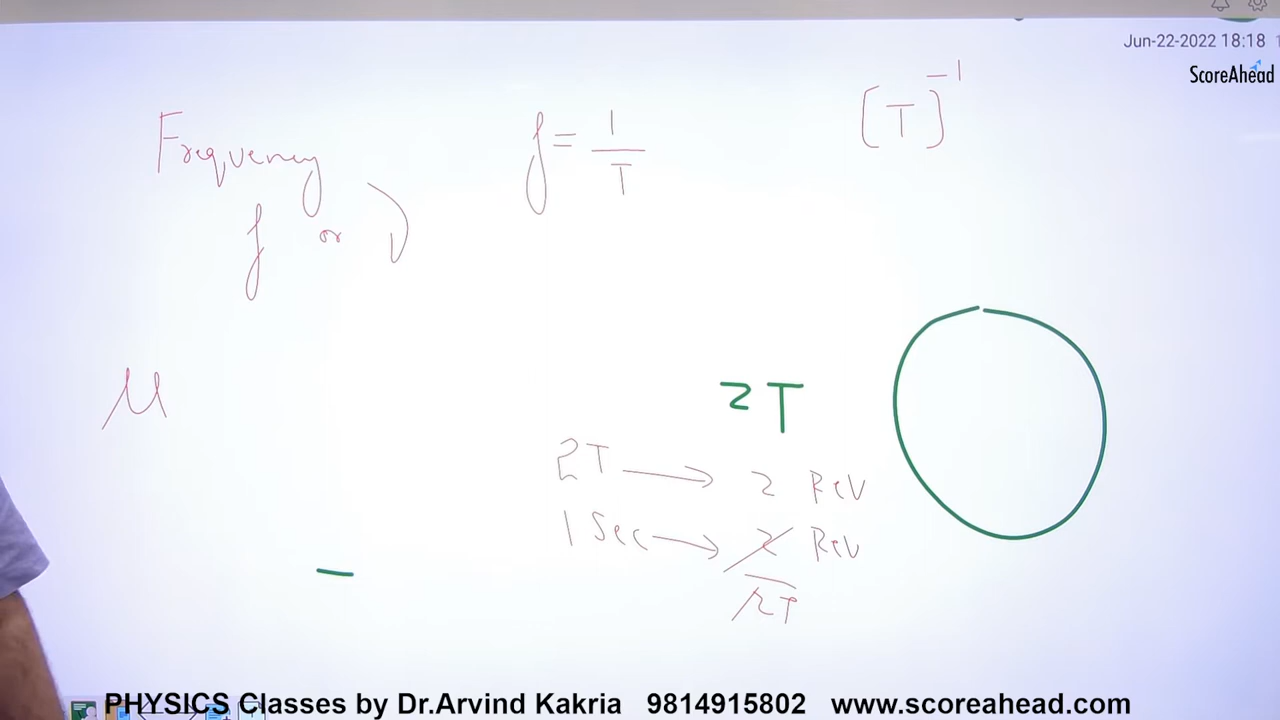 Jun-22-2022 18:18
ScoreAhead
Frequency
f or ν
f = 1/T
[T]⁻¹
μ
2T
2T → 2 Rev
1 Sec → 2/2T Rev
PHYSICS Classes by Dr.Arvind Kakria 9814915802 www.scoreahead.com